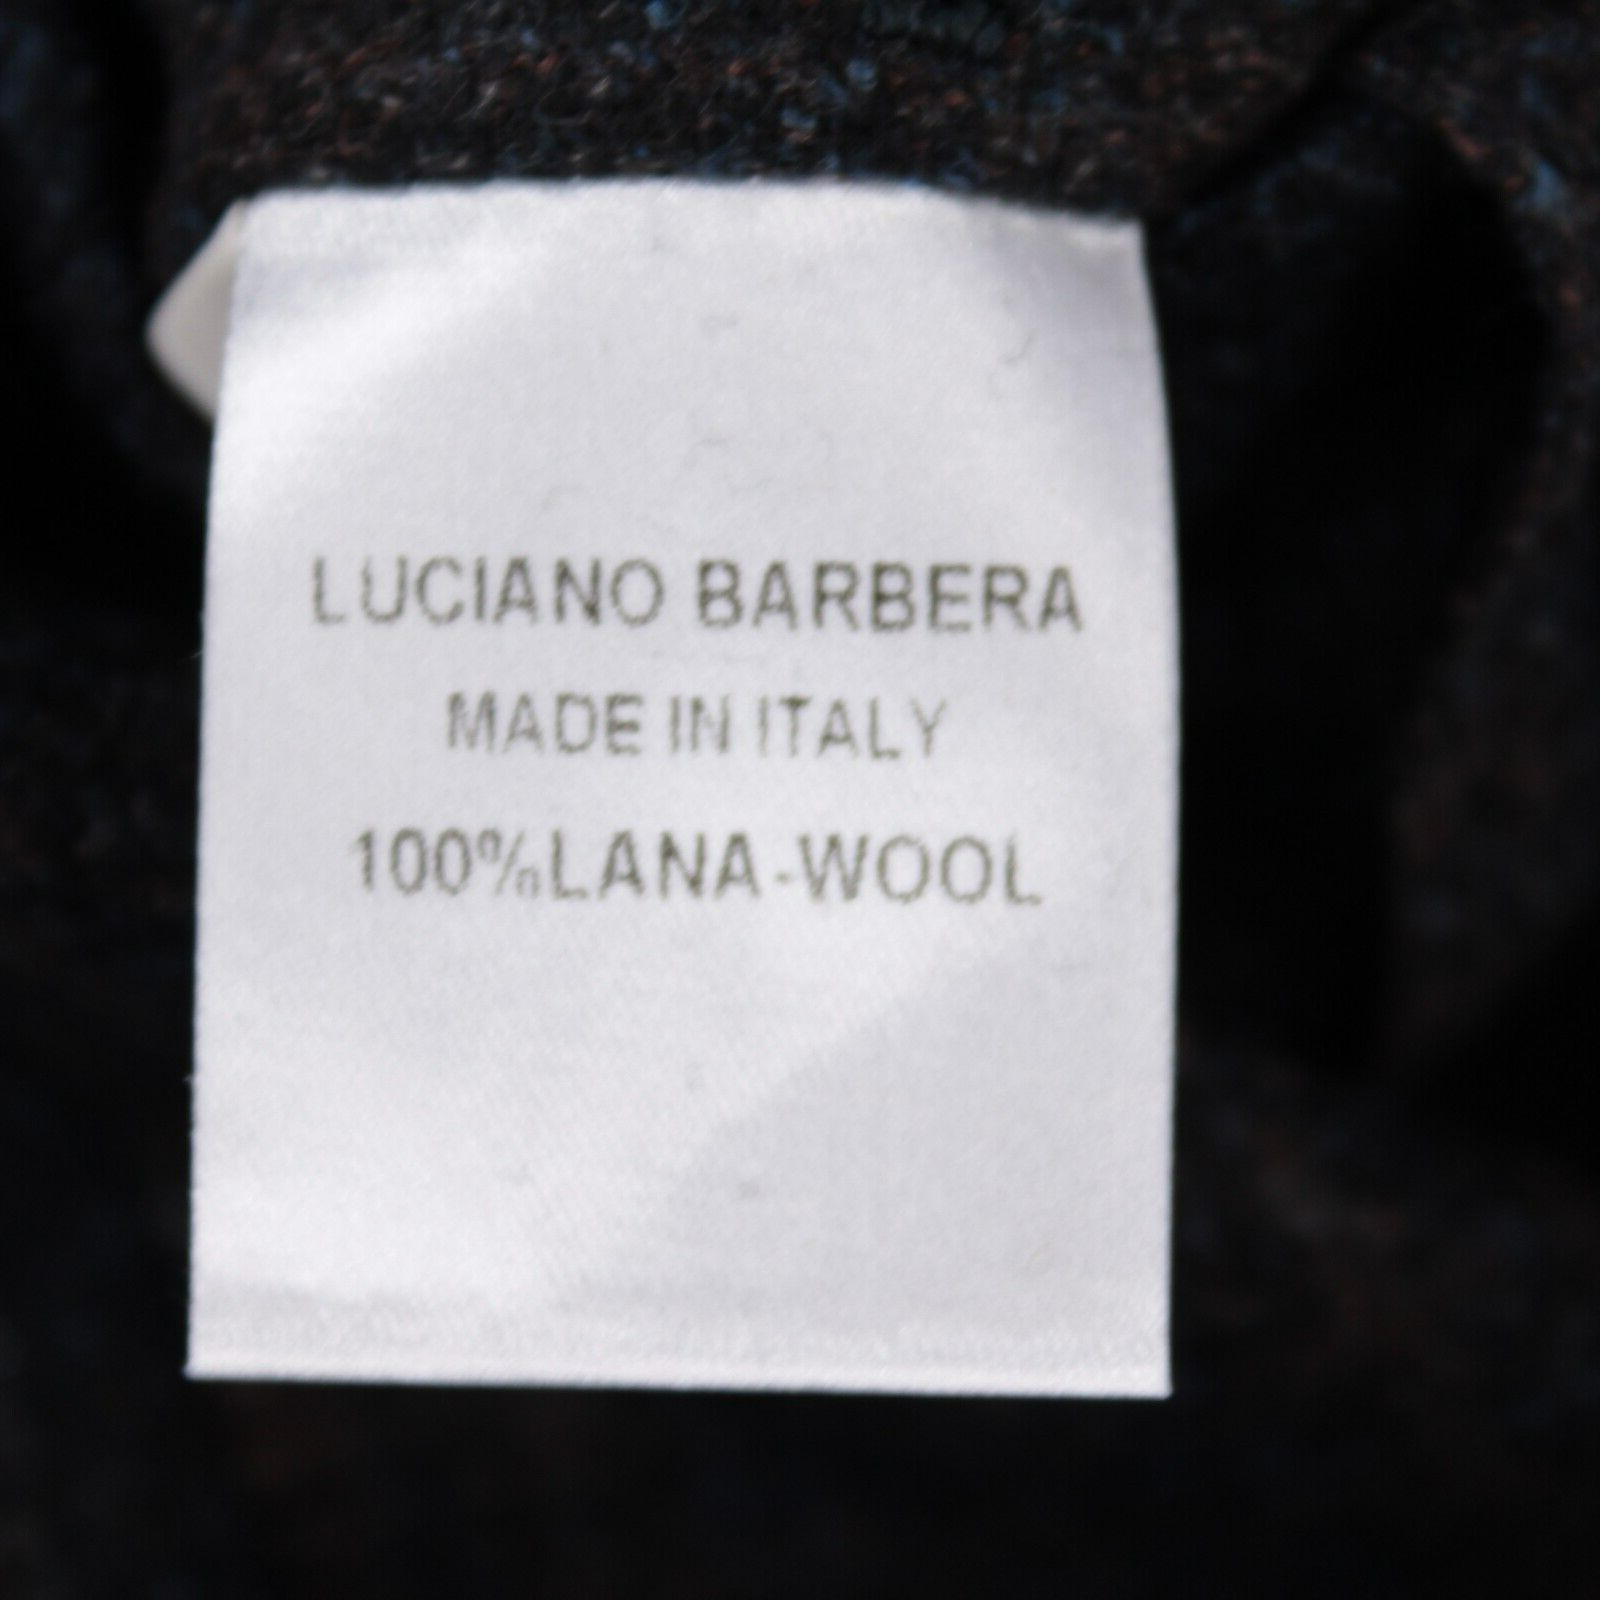 LUCIANO BARBERA
MADE IN ITALY
100%LANA-WOOL